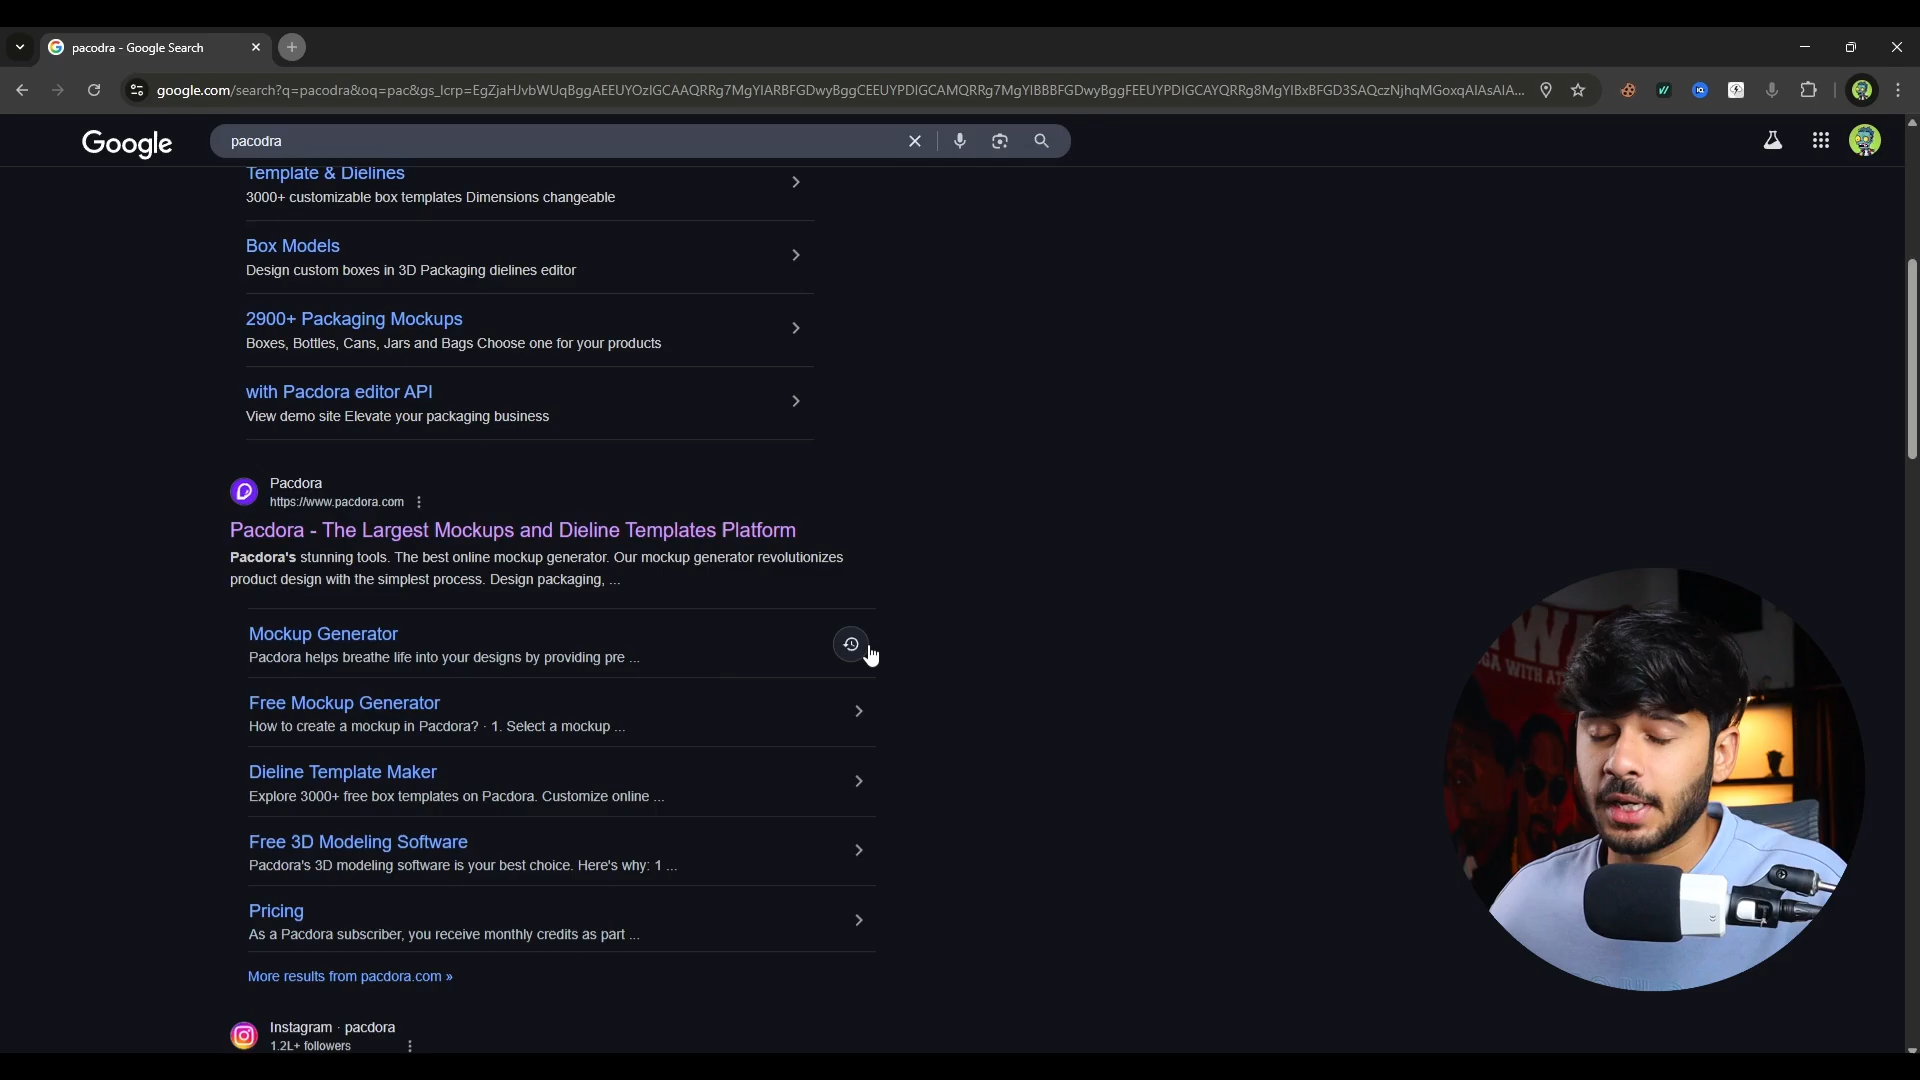 pacodra - Google Search
google.com/search?q=pacodra&oq=pac&gs_lcrp=EgZjaHJvbWUqBggAEEUYOzIGCAAQRRg7MgYIARBFGDwyBggCEEUYPDIGCAMQRRg7MgYIBBBFGDwyBggFEEUYPDIGCAYQRRg8MgYIBxBFGD3SAQczNjhqMGoxqAIAsAIA...
Google
pacodra
Template & Dielines
3000+ customizable box templates Dimensions changeable
Box Models
Design custom boxes in 3D Packaging dielines editor
2900+ Packaging Mockups
Boxes, Bottles, Cans, Jars and Bags Choose one for your products
with Pacdora editor API
View demo site Elevate your packaging business
Pacdora
https://www.pacdora.com
Pacdora - The Largest Mockups and Dieline Templates Platform
Pacdora's stunning tools. The best online mockup generator. Our mockup generator revolutionizes
product design with the simplest process. Design packaging, ...
Mockup Generator
Pacdora helps breathe life into your designs by providing pre ...
Free Mockup Generator
How to create a mockup in Pacdora? · 1. Select a mockup ...
Dieline Template Maker
Explore 3000+ free box templates on Pacdora. Customize online ...
Free 3D Modeling Software
Pacdora's 3D modeling software is your best choice. Here's why: 1 ...
Pricing
As a Pacdora subscriber, you receive monthly credits as part ...
More results from pacdora.com »
Instagram · pacdora
1.2L+ followers